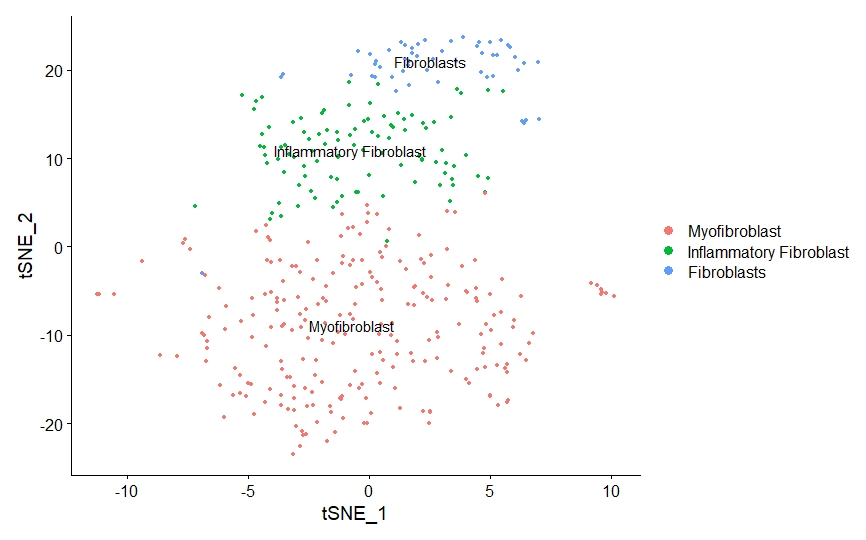 Fibroblasts
Inflammatory Fibroblast
Myofibroblast
20
10
0
-10
-20
tSNE_2
-10
-5
0
5
10
tSNE_1
Myofibroblast
Inflammatory Fibroblast
Fibroblasts